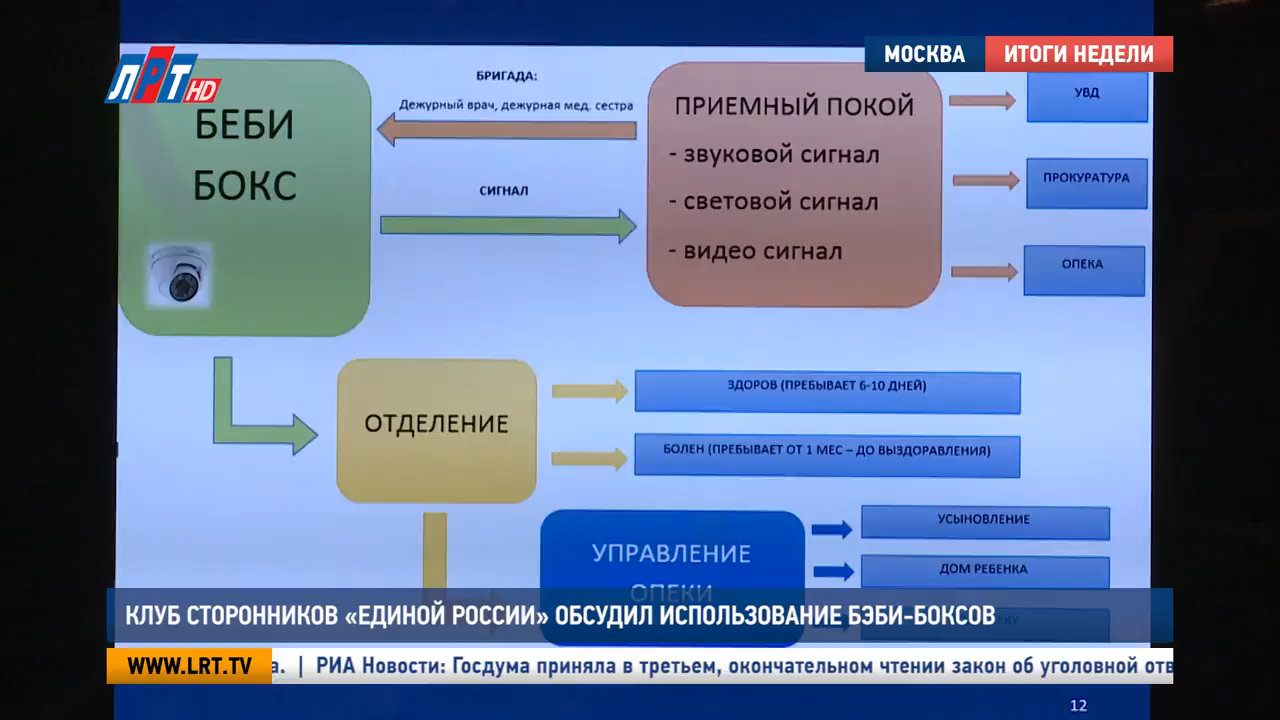 ЛРТ HD
МОСКВА
ИТОГИ НЕДЕЛИ
БЕБИ
БОКС
БРИГАДА:
Дежурный врач, дежурная мед. сестра
СИГНАЛ
ПРИЕМНЫЙ ПОКОЙ
- звуковой сигнал
- световой сигнал
- видео сигнал
УВД
ПРОКУРАТУРА
ОПЕКА
ОТДЕЛЕНИЕ
ЗДОРОВ (ПРЕБЫВАЕТ 6-10 ДНЕЙ)
БОЛЕН (ПРЕБЫВАЕТ ОТ 1 МЕС – ДО ВЫЗДОРАВЛЕНИЯ)
УПРАВЛЕНИЕ
ОПЕКИ
УСЫНОВЛЕНИЕ
ДОМ РЕБЕНКА
КЛУБ СТОРОННИКОВ «ЕДИНОЙ РОССИИ» ОБСУДИЛ ИСПОЛЬЗОВАНИЕ БЭБИ-БОКСОВ
WWW.LRT.TV
а. | РИА Новости: Госдума приняла в третьем, окончательном чтении закон об уголовной отв
12